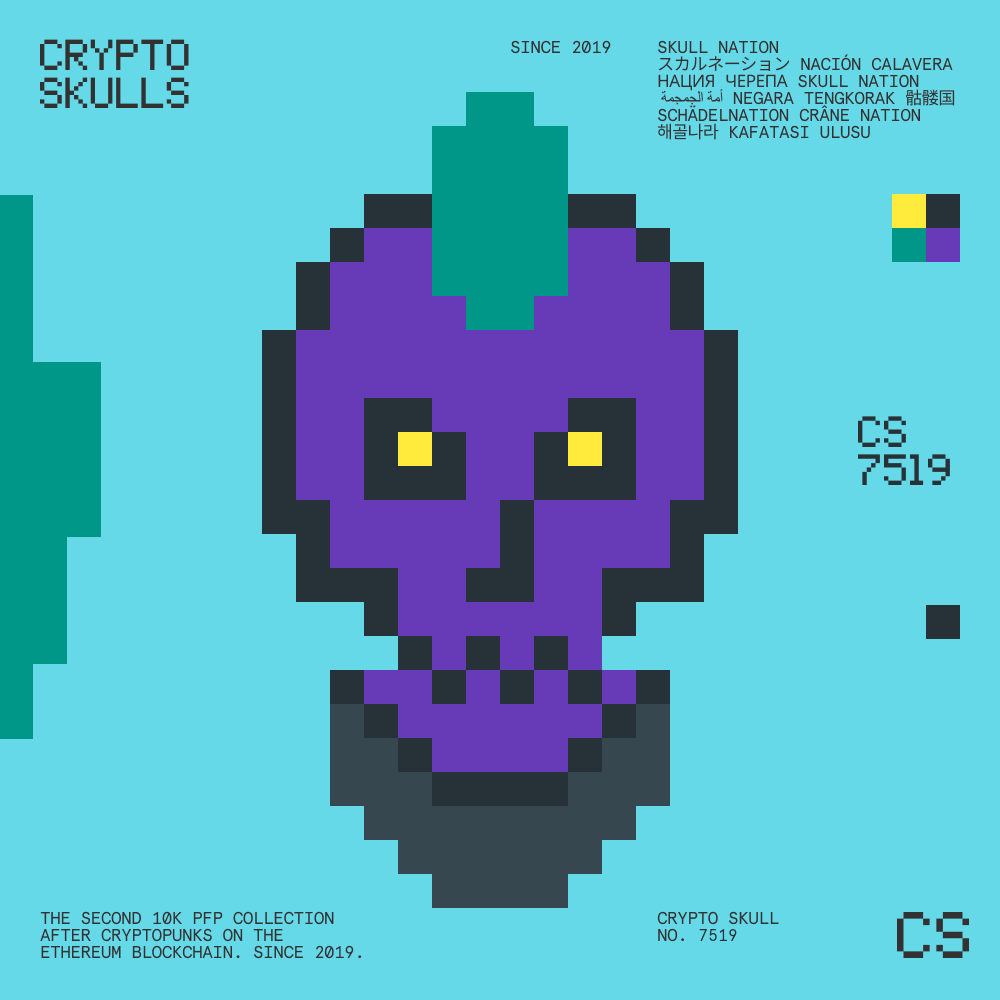 CRYPTO
SKULLS
SINCE 2019
SKULL NATION
スカルネーション NACIÓN CALAVERA
НАЦИЯ ЧЕРЕПА SKULL NATION
أمة الجمجمة NEGARA TENGKORAK 骷髅国
SCHÄDELNATION CRÂNE NATION
해골나라 KAFATASI ULUSU
CS
7519
THE SECOND 10K PFP COLLECTION
AFTER CRYPTOPUNKS ON THE
ETHEREUM BLOCKCHAIN. SINCE 2019.
CRYPTO SKULL
NO. 7519
CS